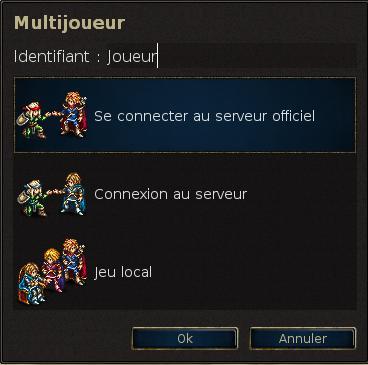 Multijoueur
Identifiant : Joueur
Se connecter au serveur officiel
Connexion au serveur
Jeu local
Ok Annuler